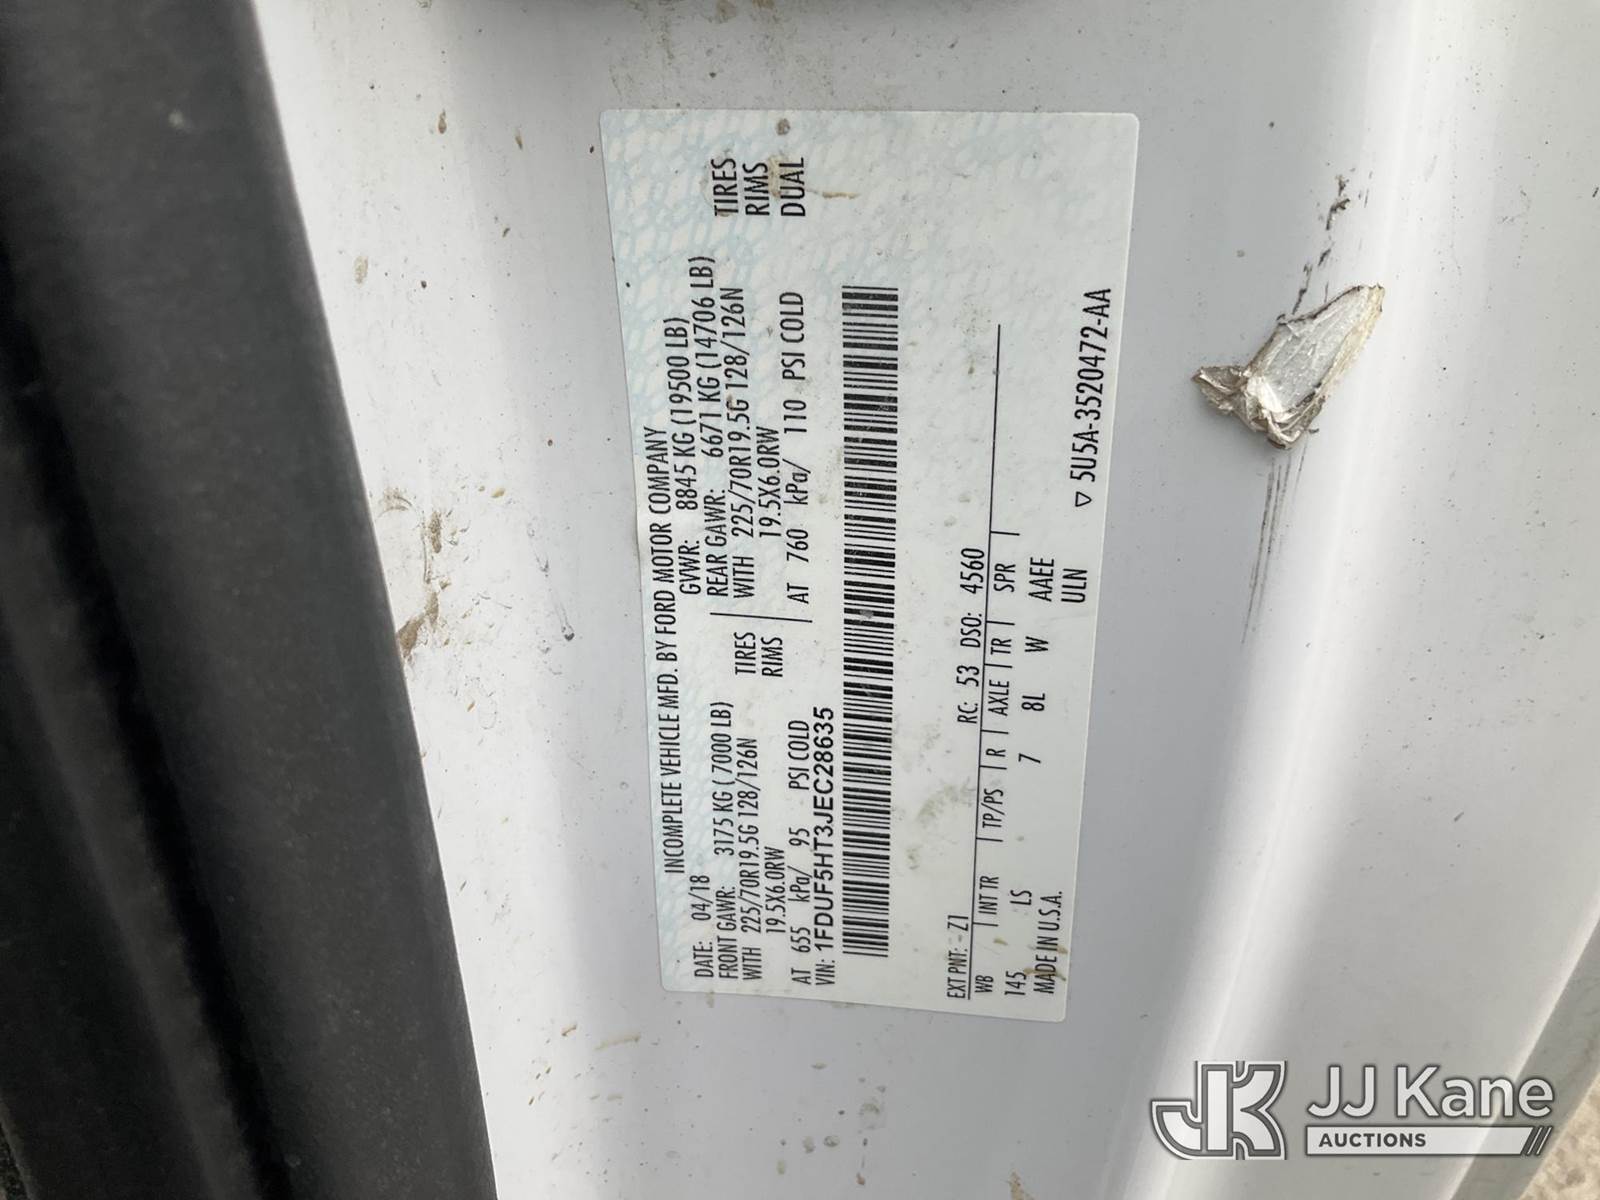 INCOMPLETE VEHICLE MFD. BY FORD MOTOR COMPANY
DATE: 04/18 GVWR: 8845 KG (19500 LB)
FRONT GAWR: 3175 KG ( 7000 LB) REAR GAWR: 6671 KG (14706 LB)
WITH 225/70R19.5G 128/126N TIRES WITH 225/70R19.5G 128/126N TIRES
19.5X6.0RW RIMS 19.5X6.0RW RIMS
AT 655 kPa/ 95 PSI COLD AT 760 kPa/ 110 PSI COLD DUAL
VIN: 1FDUF5HT3JEC28635
EXT PNT: Z1 RC: 53 DSO: 4560
WB INT TR TP/PS R AXLE TR SPR
145 LS 7 8L W AAEE
MADE IN U.S.A. ULN
▽ 5U5A-3520472-AA
JK JJ Kane
AUCTIONS